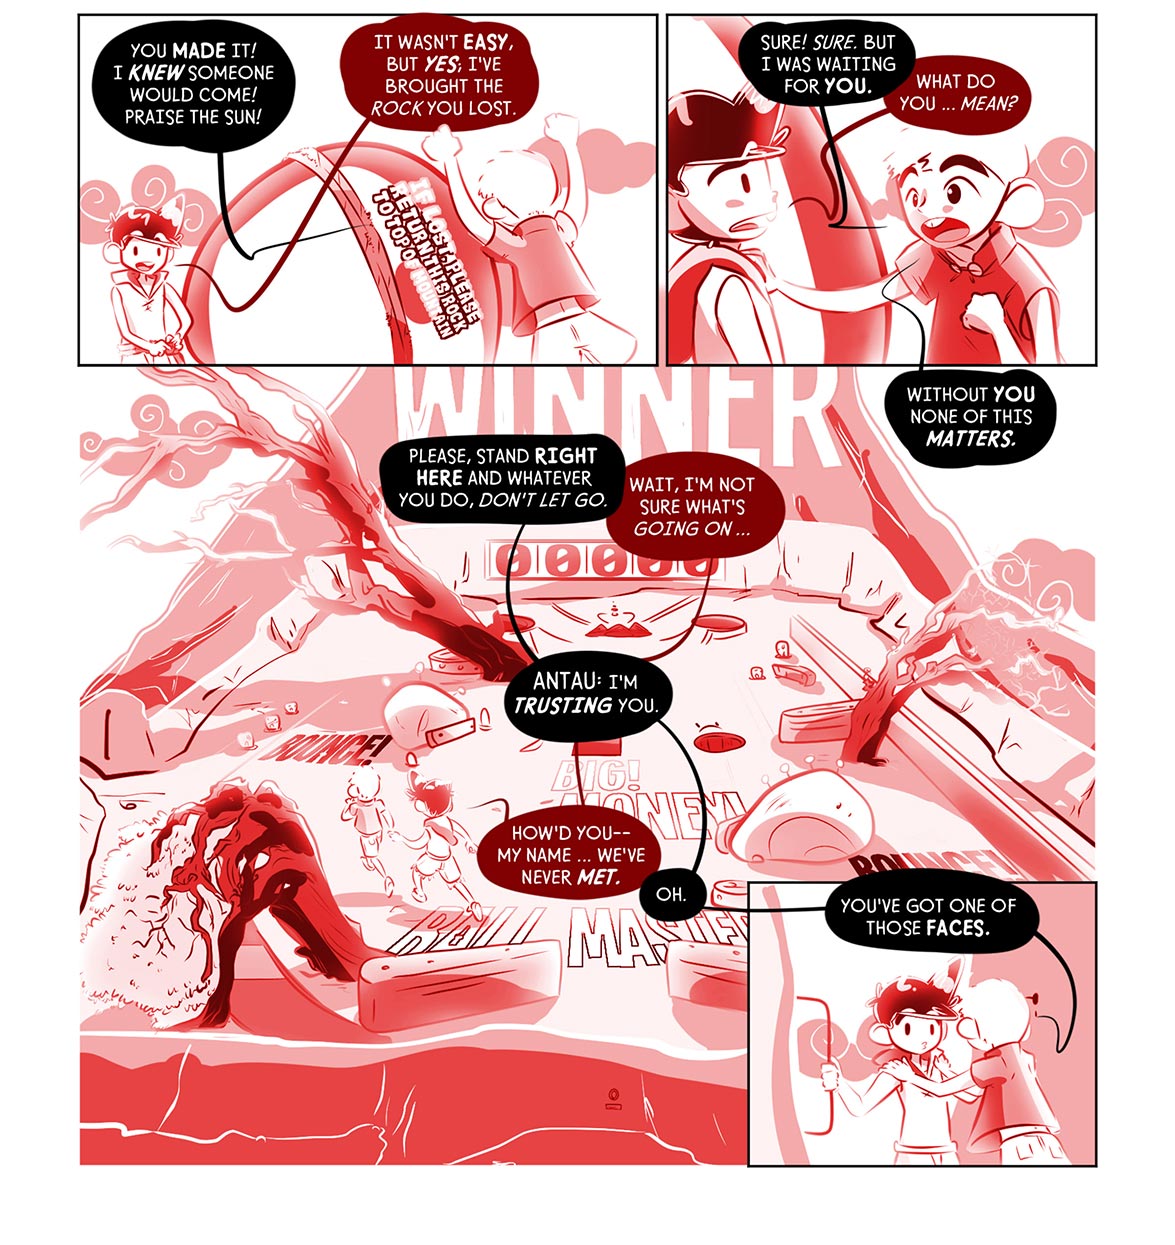 YOU MADE IT!
I KNEW SOMEONE
WOULD COME!
PRAISE THE SUN!
IT WASN'T EASY,
BUT YES; I'VE
BROUGHT THE
ROCK YOU LOST.
IF LOST, PLEASE
RETURN THIS ROCK
TO TOP OF MOUNTAIN
SURE! SURE. BUT
I WAS WAITING
FOR YOU.
WHAT DO
YOU ... MEAN?
WITHOUT YOU
NONE OF THIS
MATTERS.
WINNER
PLEASE, STAND RIGHT
HERE AND WHATEVER
YOU DO, DON'T LET GO.
WAIT, I'M NOT
SURE WHAT'S
GOING ON ...
00000
ANTAU: I'M
TRUSTING YOU.
BOUNCE!
BIG!
MONEY!
HOW'D YOU--
MY NAME ... WE'VE
NEVER MET.
BOUNCE!
OH.
BALL MASTER
YOU'VE GOT ONE OF
THOSE FACES.